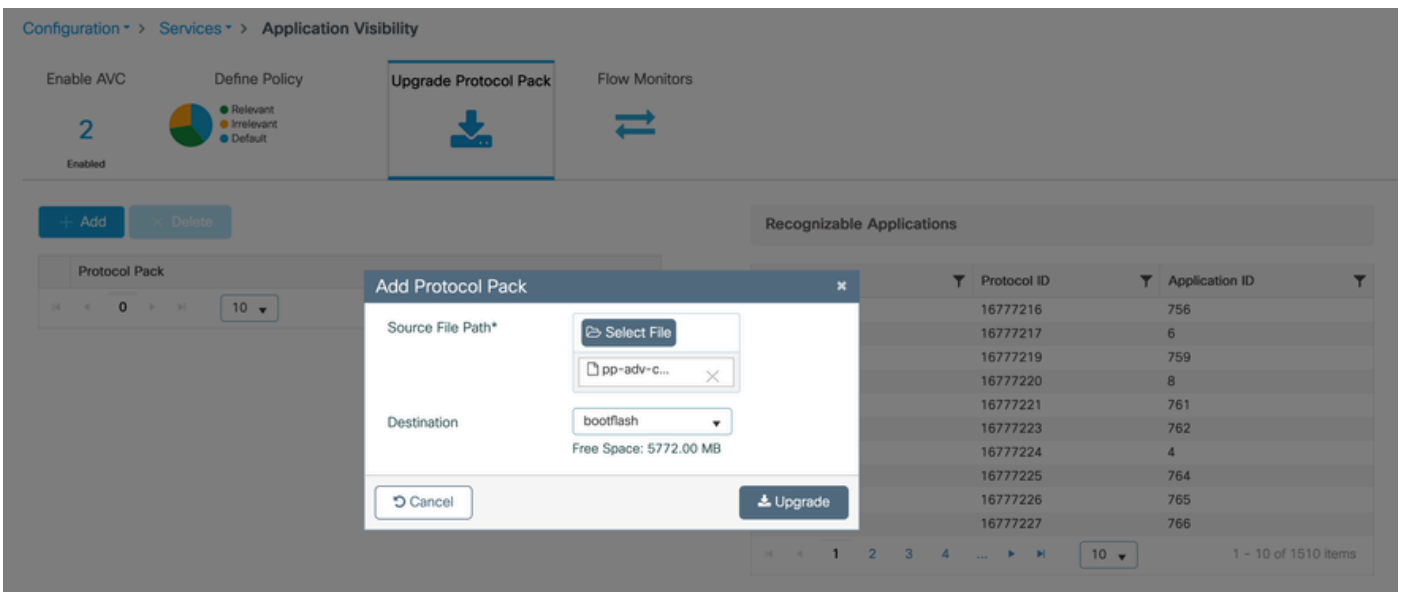 Configuration > Services > Application Visibility
Enable AVC
2
Enabled
Define Policy
Relevant
Irrelevant
Default
Upgrade Protocol Pack
Flow Monitors
+ Add
× Delete
Protocol Pack
0
10
Recognizable Applications
Protocol ID Application ID
16777216 756
16777217 6
16777219 759
16777220 8
16777221 761
16777223 762
16777224 4
16777225 764
16777226 765
16777227 766
1 2 3 4 ... 10 1 - 10 of 1510 items
Add Protocol Pack ×
Source File Path*
Select File
pp-adv-c...
Destination
bootflash
Free Space: 5772.00 MB
Cancel
Upgrade